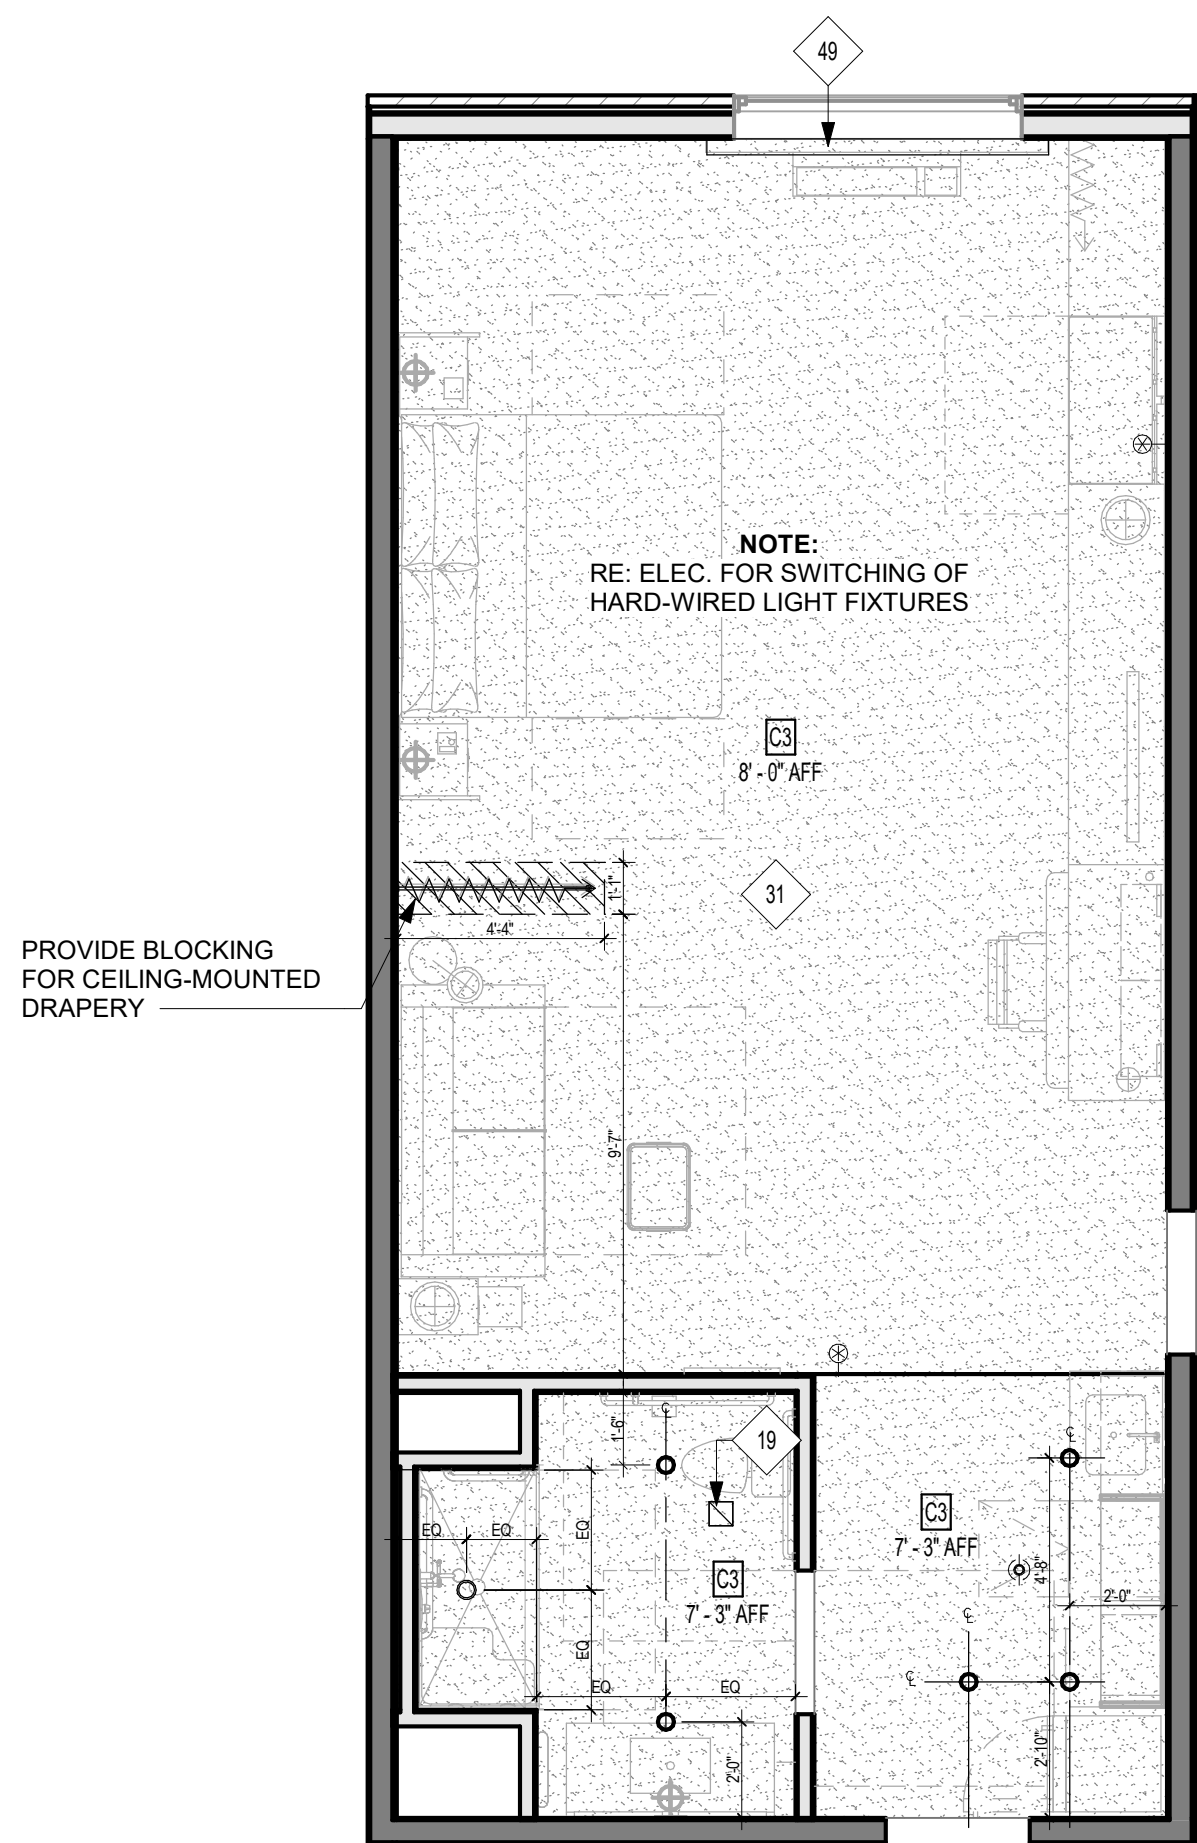 49
NOTE:
RE: ELEC. FOR SWITCHING OF
HARD-WIRED LIGHT FIXTURES
C3
8' - 0" AFF
1'-1"
31
4'-4"
PROVIDE BLOCKING
FOR CEILING-MOUNTED
DRAPERY
9'-7"
℄
1'-6"
19
℄
C3
7' - 3" AFF
EQ
EQ
EQ
4'-8"
C3
7' - 3" AFF
2'-0"
℄
EQ
℄
EQ
EQ
2'-10"
2'-0"